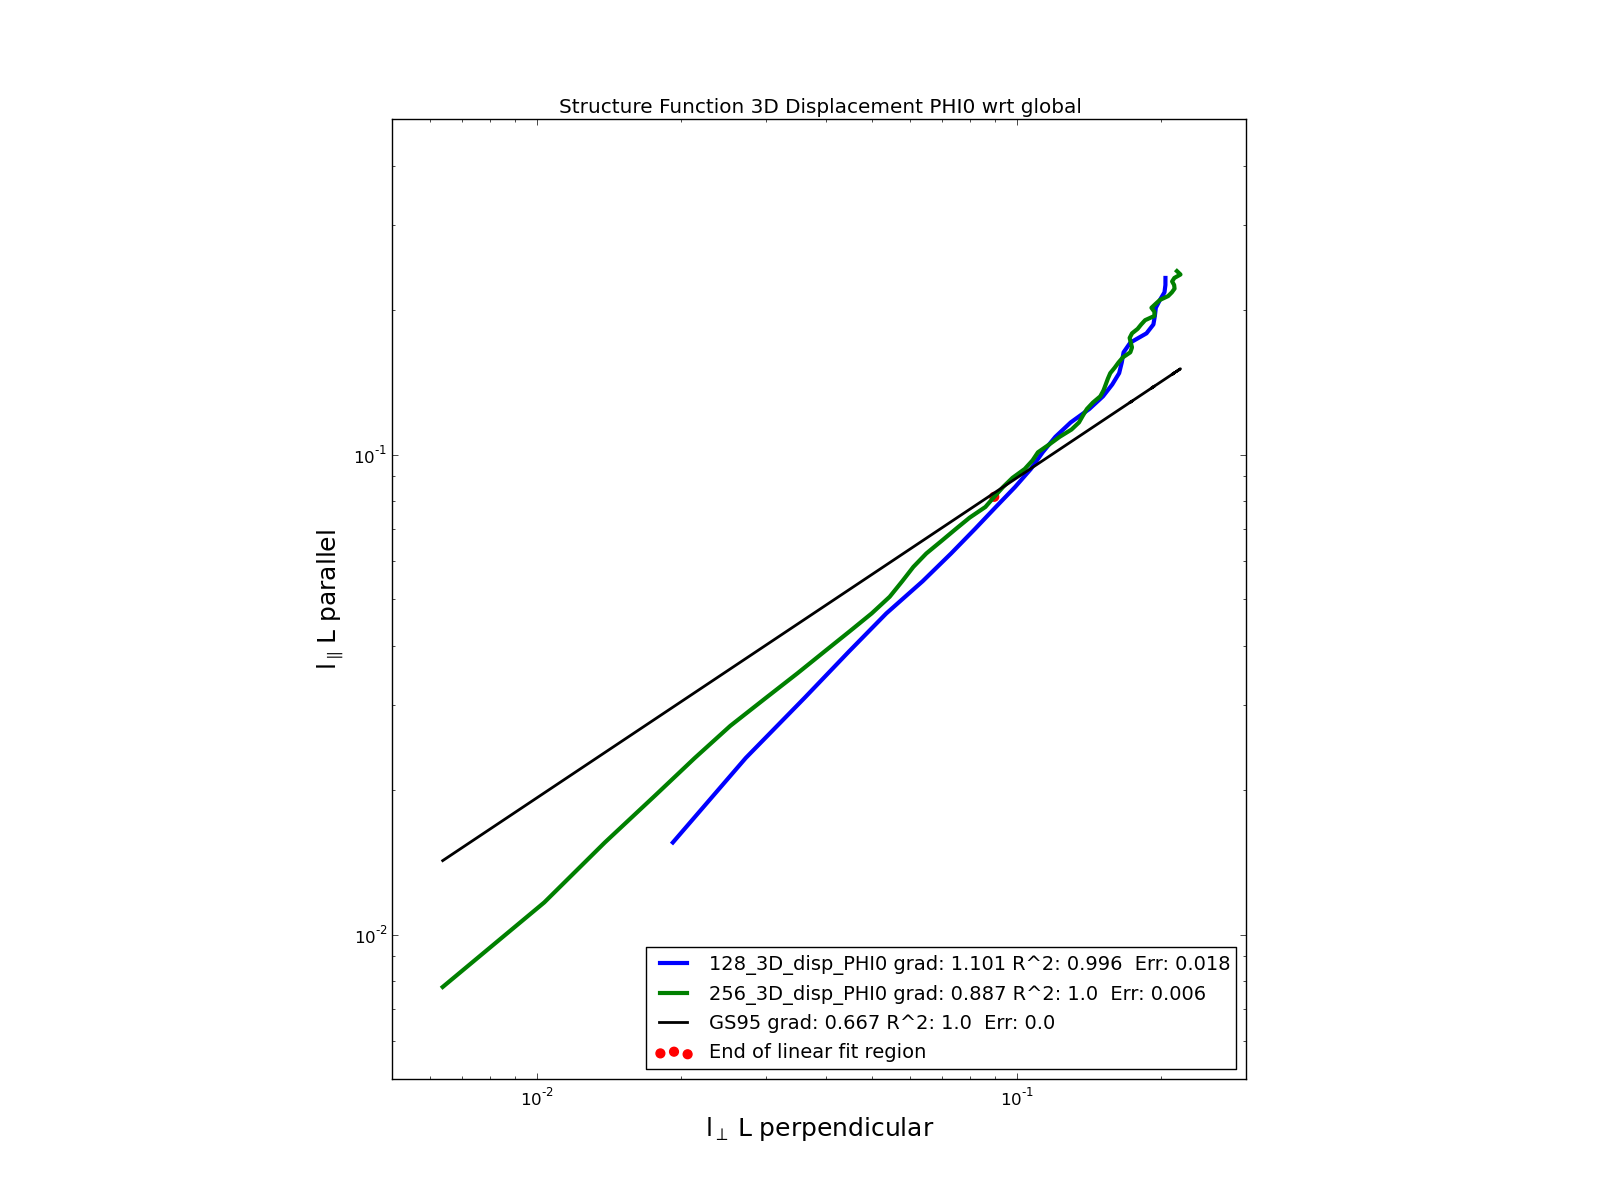 Structure Function 3D Displacement PHI0 wrt global
l∥ L parallel
10^-1
10^-2
128_3D_disp_PHI0 grad: 1.101 R^2: 0.996  Err: 0.018
256_3D_disp_PHI0 grad: 0.887 R^2: 1.0  Err: 0.006
GS95 grad: 0.667 R^2: 1.0  Err: 0.0
End of linear fit region
10^-2
10^-1
l⊥ L perpendicular